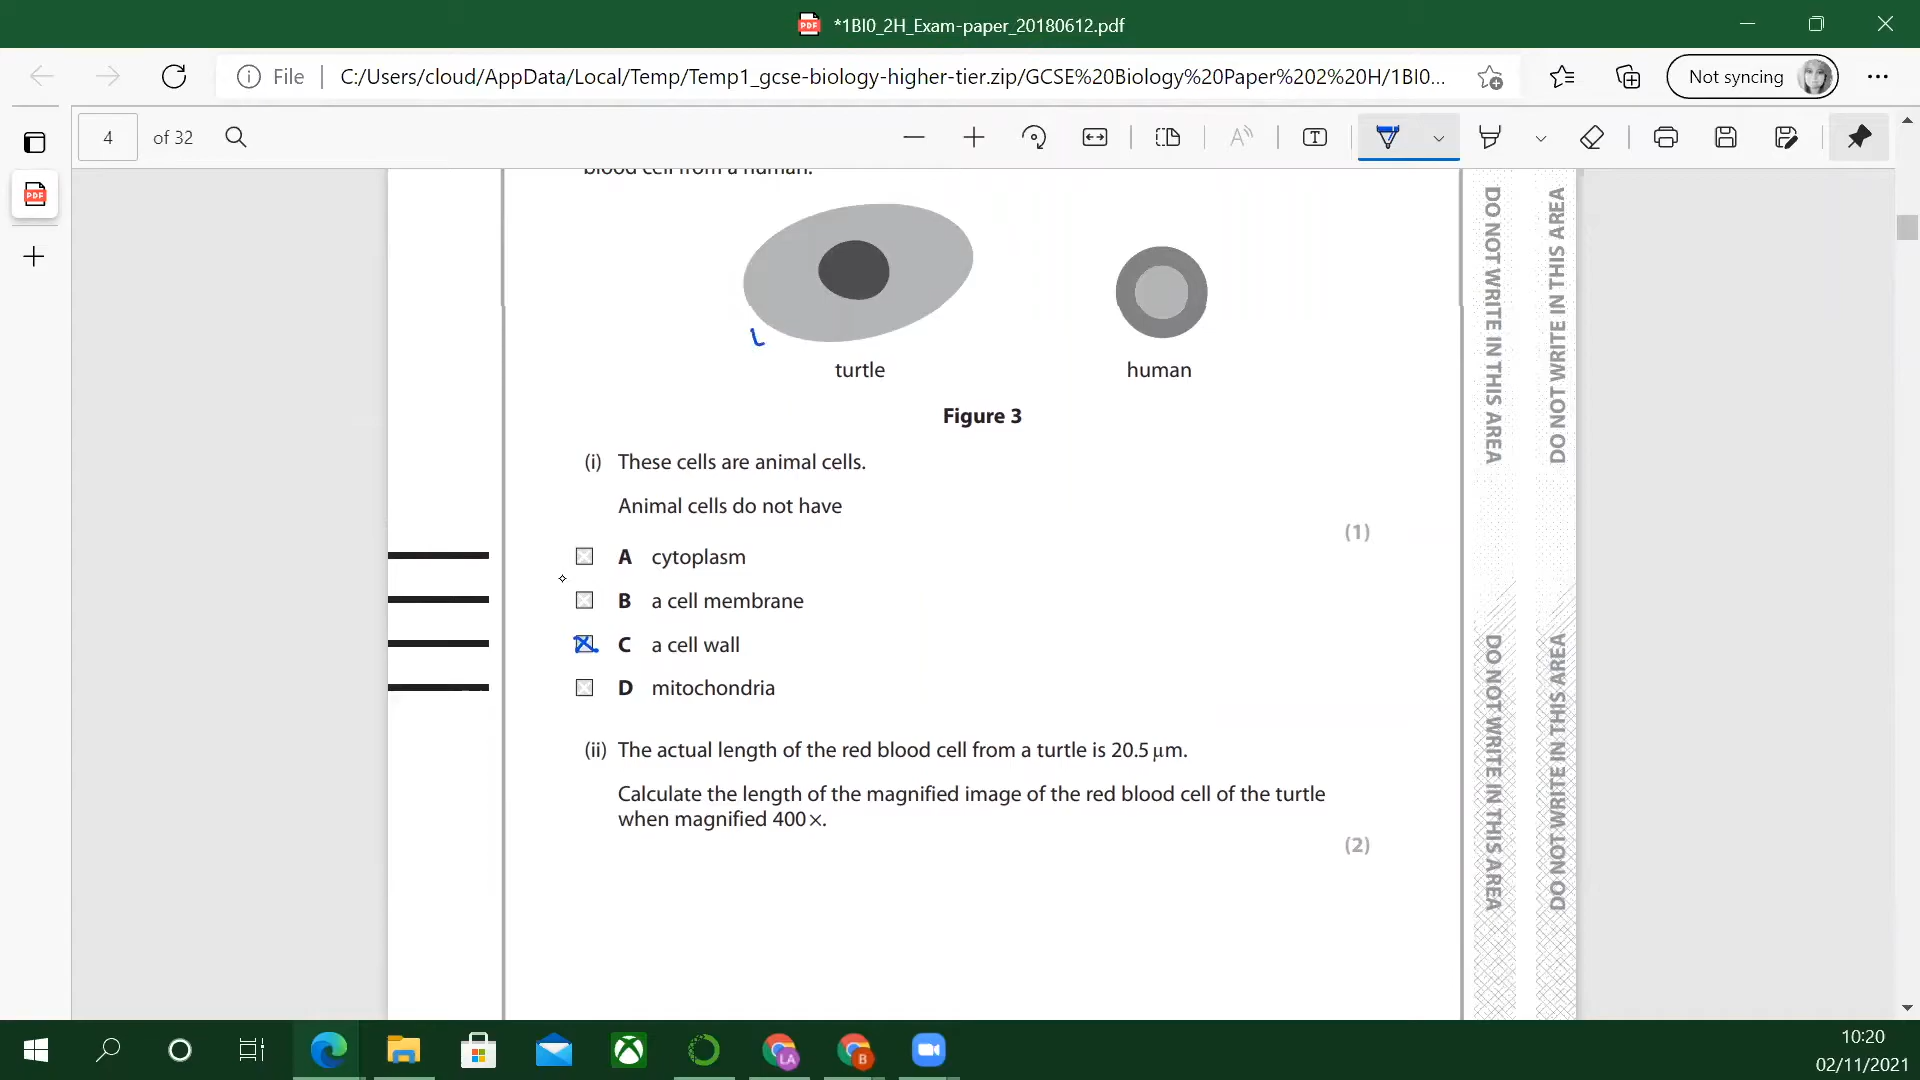 *1BI0_2H_Exam-paper_20180612.pdf
File
C:/Users/cloud/AppData/Local/Temp/Temp1_gcse-biology-higher-tier.zip/GCSE%20Biology%20Paper%202%20H/1BI0...
Not syncing
4 of 32
blood cell from a human.
turtle
human
Figure 3
(i) These cells are animal cells.
Animal cells do not have
(1)
A cytoplasm
B a cell membrane
C a cell wall
D mitochondria
(ii) The actual length of the red blood cell from a turtle is 20.5 μm.
Calculate the length of the magnified image of the red blood cell of the turtle
when magnified 400×.
(2)
DO NOT WRITE IN THIS AREA
DO NOT WRITE IN THIS AREA
DO NOT WRITE IN THIS AREA
DO NOT WRITE IN THIS AREA
LA
B
10:20
02/11/2021